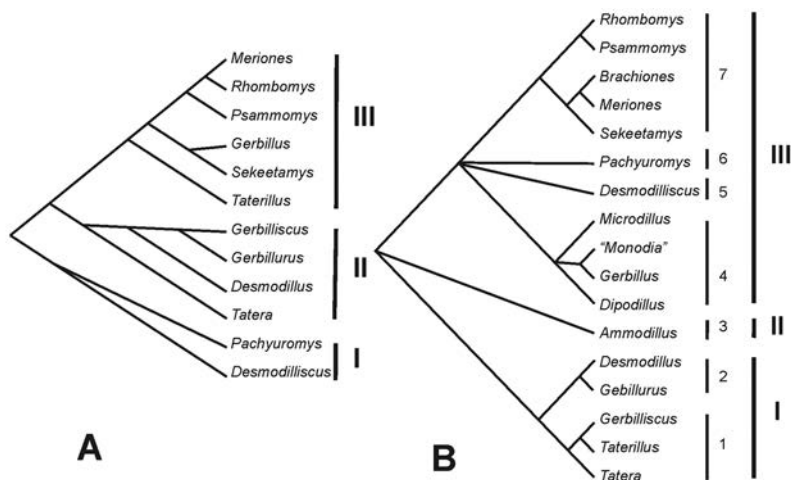 Meriones
Rhombomys
Psammomys
Gerbillus
Sekeetamys
Taterillus
III
Gerbilliscus
Gerbillurus
Desmodillus
Tatera
II
Pachyuromys
Desmodilliscus
I
A
Rhombomys
Psammomys
Brachiones
Meriones
Sekeetamys
7
Pachyuromys
6
Desmodilliscus
5
Microdillus
"Monodia"
Gerbillus
Dipodillus
4
III
Ammodillus
3
II
Desmodillus
Gebillurus
2
Gerbilliscus
Taterillus
Tatera
1
I
B